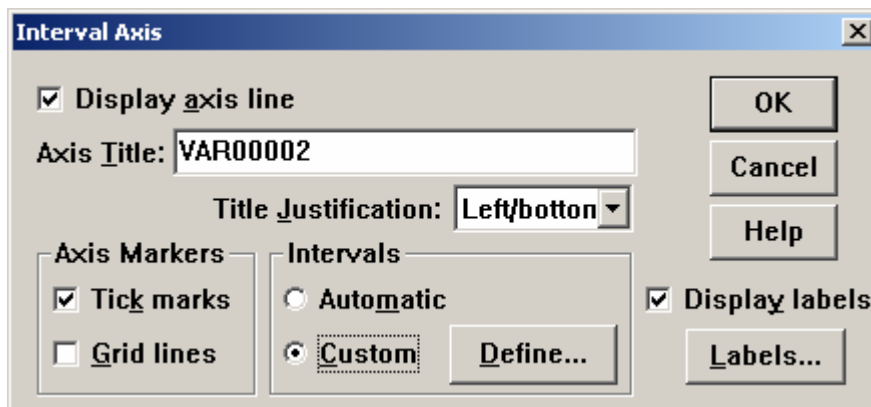 Interval Axis
Display axis line
OK
Axis Title: VAR00002
Cancel
Title Justification: Left/botton
Help
Axis Markers
Intervals
Tick marks
Automatic
Display labels
Grid lines
Custom
Define...
Labels...